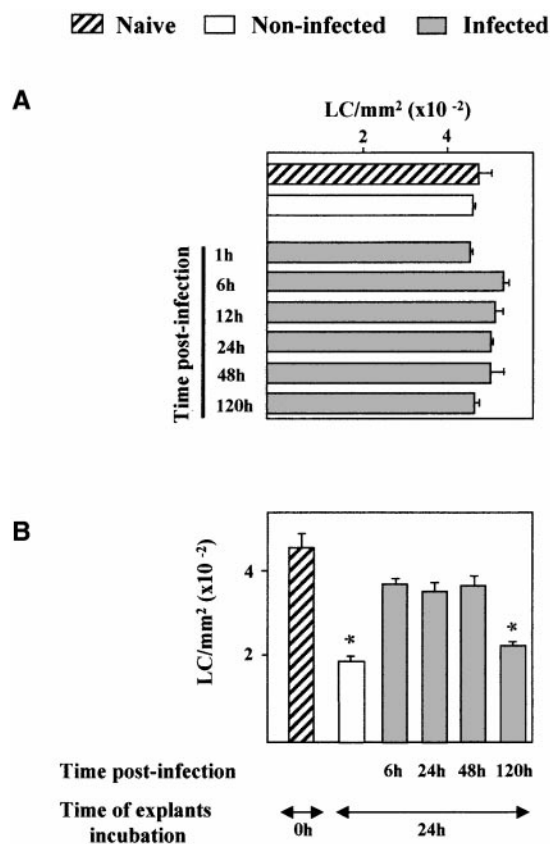 Naive Non-infected Infected
A
LC/mm² (x10 -²)
2 4
Time post-infection
1h
6h
12h
24h
48h
120h
B
LC/mm² (x10 -²)
4
2
* *
Time post-infection 6h 24h 48h 120h
Time of explants
incubation 0h 24h